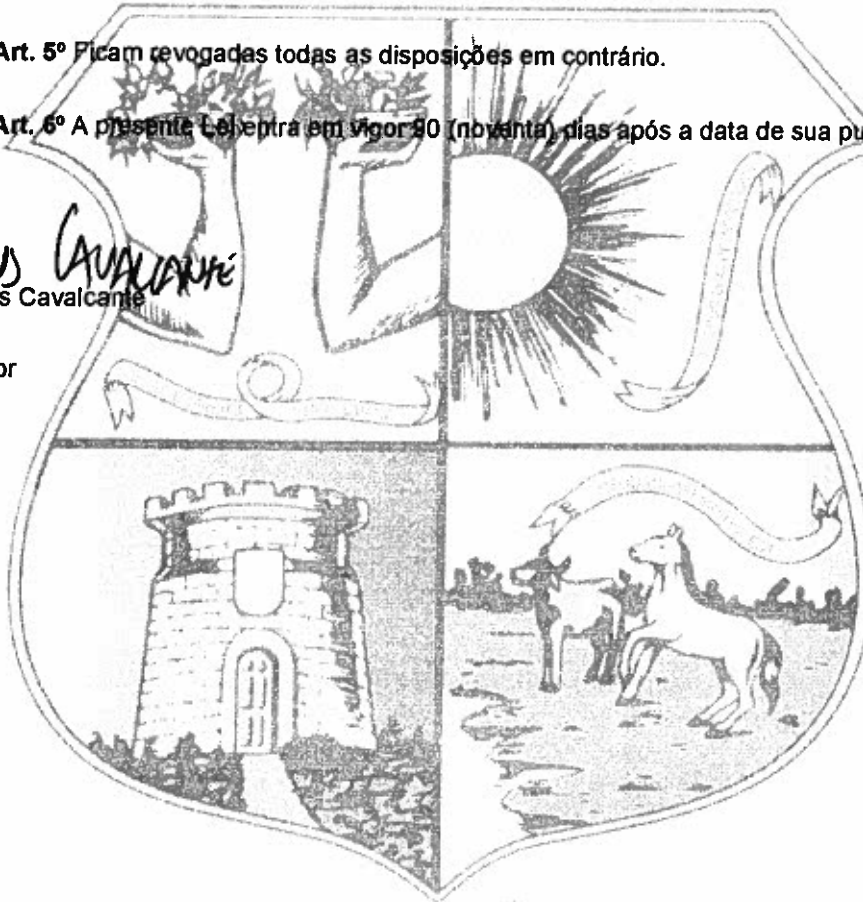 Art. 5º Ficam revogadas todas as disposições em contrário.
Art. 6º A presente Lei entra em vigor 90 (noventa) dias após a data de sua pu
CAVALCANTE
s Cavalcante
or